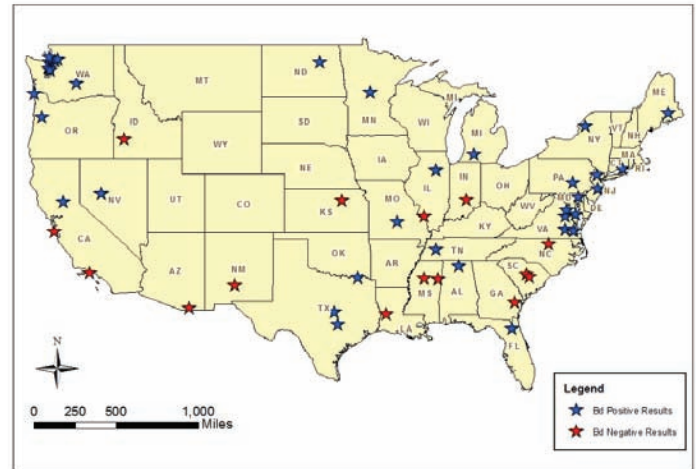 WA
MT
ND
ME
MN
OR
ID
SD
WI
MI
MI
VT
NH
NY
WY
MA
RI
IA
NE
PA
NJ
NV
UT
CO
IL
IN
OH
MD
DE
WV
KS
MO
VA
KY
CA
OK
TN
NC
AZ
NM
AR
SC
MS
AL
GA
TX
LA
FL
N
Legend
Bd Positive Results
Bd Negative Results
0 250 500 1,000
Miles